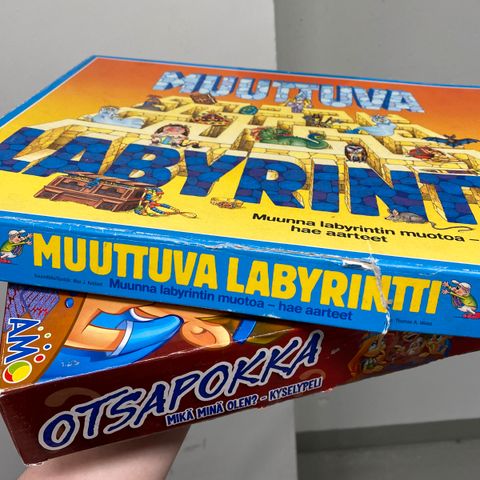 MUUTTUVA
LABYRINT
Muunna labyrintin muotoa –
hae aarteet
MUUTTUVA LABYRINTTI
Muunna labyrintin muotoa – hae aarteet
AMO
OTSAPOKKA
MIKÄ MINÄ OLEN? - KYSELYPELI